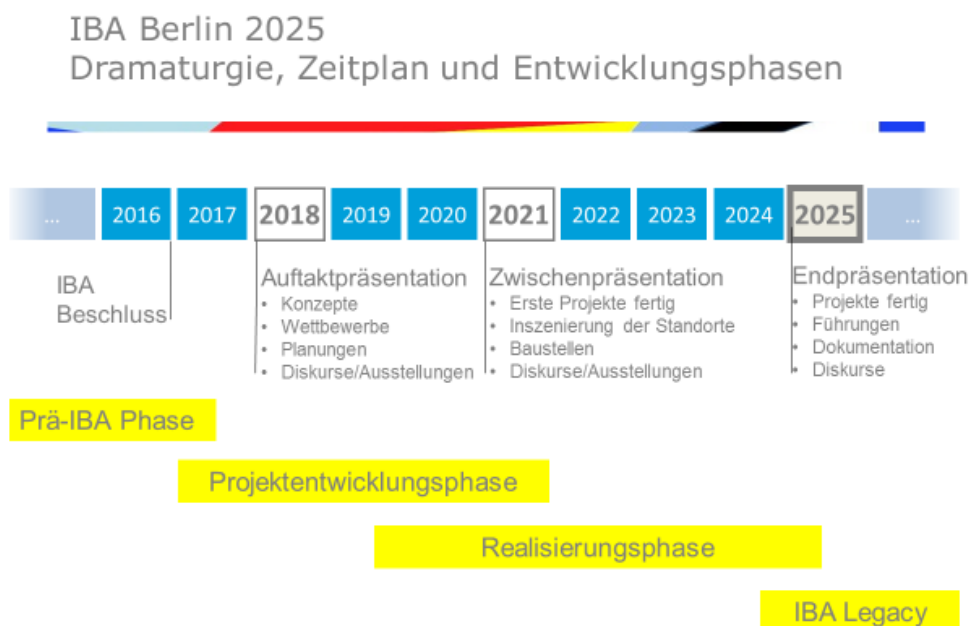 IBA Berlin 2025
Dramaturgie, Zeitplan und Entwicklungsphasen
... 2016 2017 2018 2019 2020 2021 2022 2023 2024 2025 ...
IBA
Beschluss
Auftaktpräsentation
• Konzepte
• Wettbewerbe
• Planungen
• Diskurse/Ausstellungen
Zwischenpräsentation
• Erste Projekte fertig
• Inszenierung der Standorte
• Baustellen
• Diskurse/Ausstellungen
Endpräsentation
• Projekte fertig
• Führungen
• Dokumentation
• Diskurse
Prä-IBA Phase
Projektentwicklungsphase
Realisierungsphase
IBA Legacy